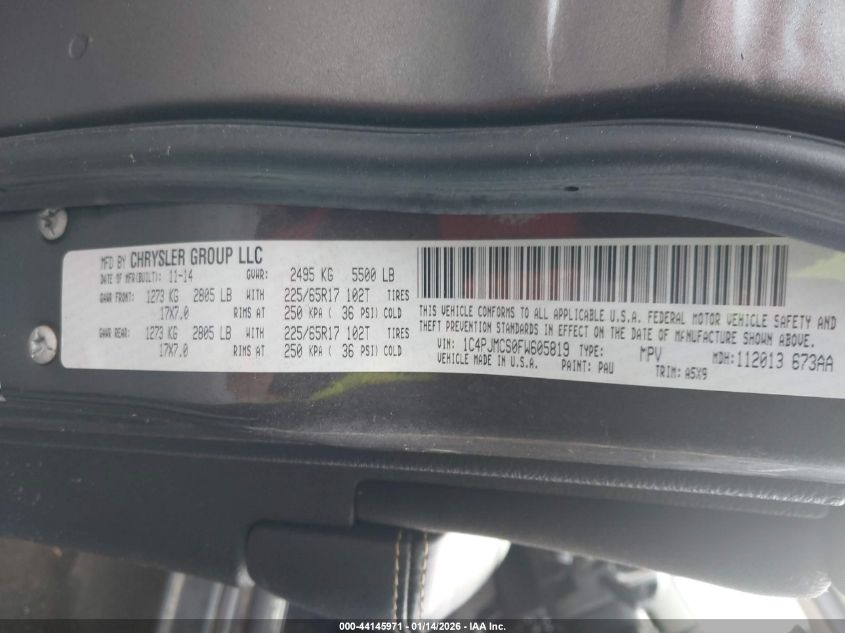 MFD BY CHRYSLER GROUP LLC
DATE OF MFR(BUILT): 11-14 GVWR: 2495 KG 5500 LB
GAWR FRONT: 1273 KG 2805 LB WITH 225/65R17 102T TIRES
17X7.0 RIMS AT 250 KPA ( 36 PSI) COLD
GAWR REAR: 1273 KG 2805 LB WITH 225/65R17 102T TIRES
17X7.0 RIMS AT 250 KPA ( 36 PSI) COLD
THIS VEHICLE CONFORMS TO ALL APPLICABLE U.S.A. FEDERAL MOTOR VEHICLE SAFETY AND
THEFT PREVENTION STANDARDS IN EFFECT ON THE DATE OF MANUFACTURE SHOWN ABOVE.
VIN: 1C4PJMCS0FW605819 TYPE: MPV MDH: 112013 673AA
VEHICLE MADE IN U.S.A. PAINT: PAU TRIM: A5X9
000-44145971 - 01/14/2026 - IAA Inc.